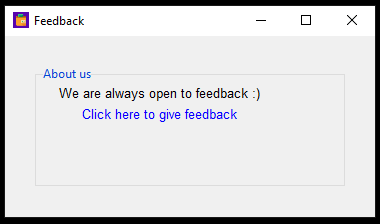 Feedback
About us
We are always open to feedback :)
Click here to give feedback